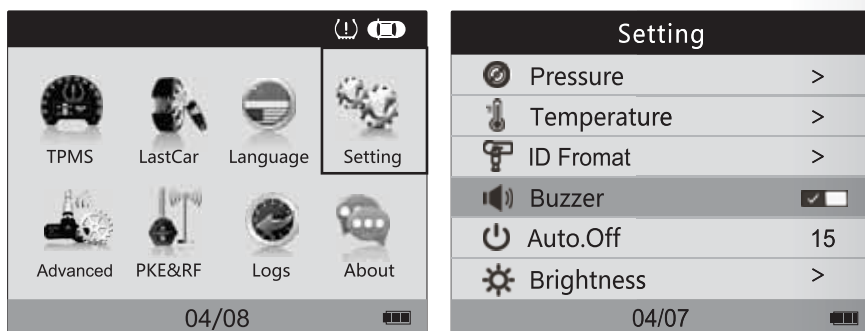 TPMS LastCar Language Setting
Advanced PKE&RF Logs About
04/08
Setting
Pressure >
Temperature >
ID Fromat >
Buzzer
Auto.Off 15
Brightness >
04/07